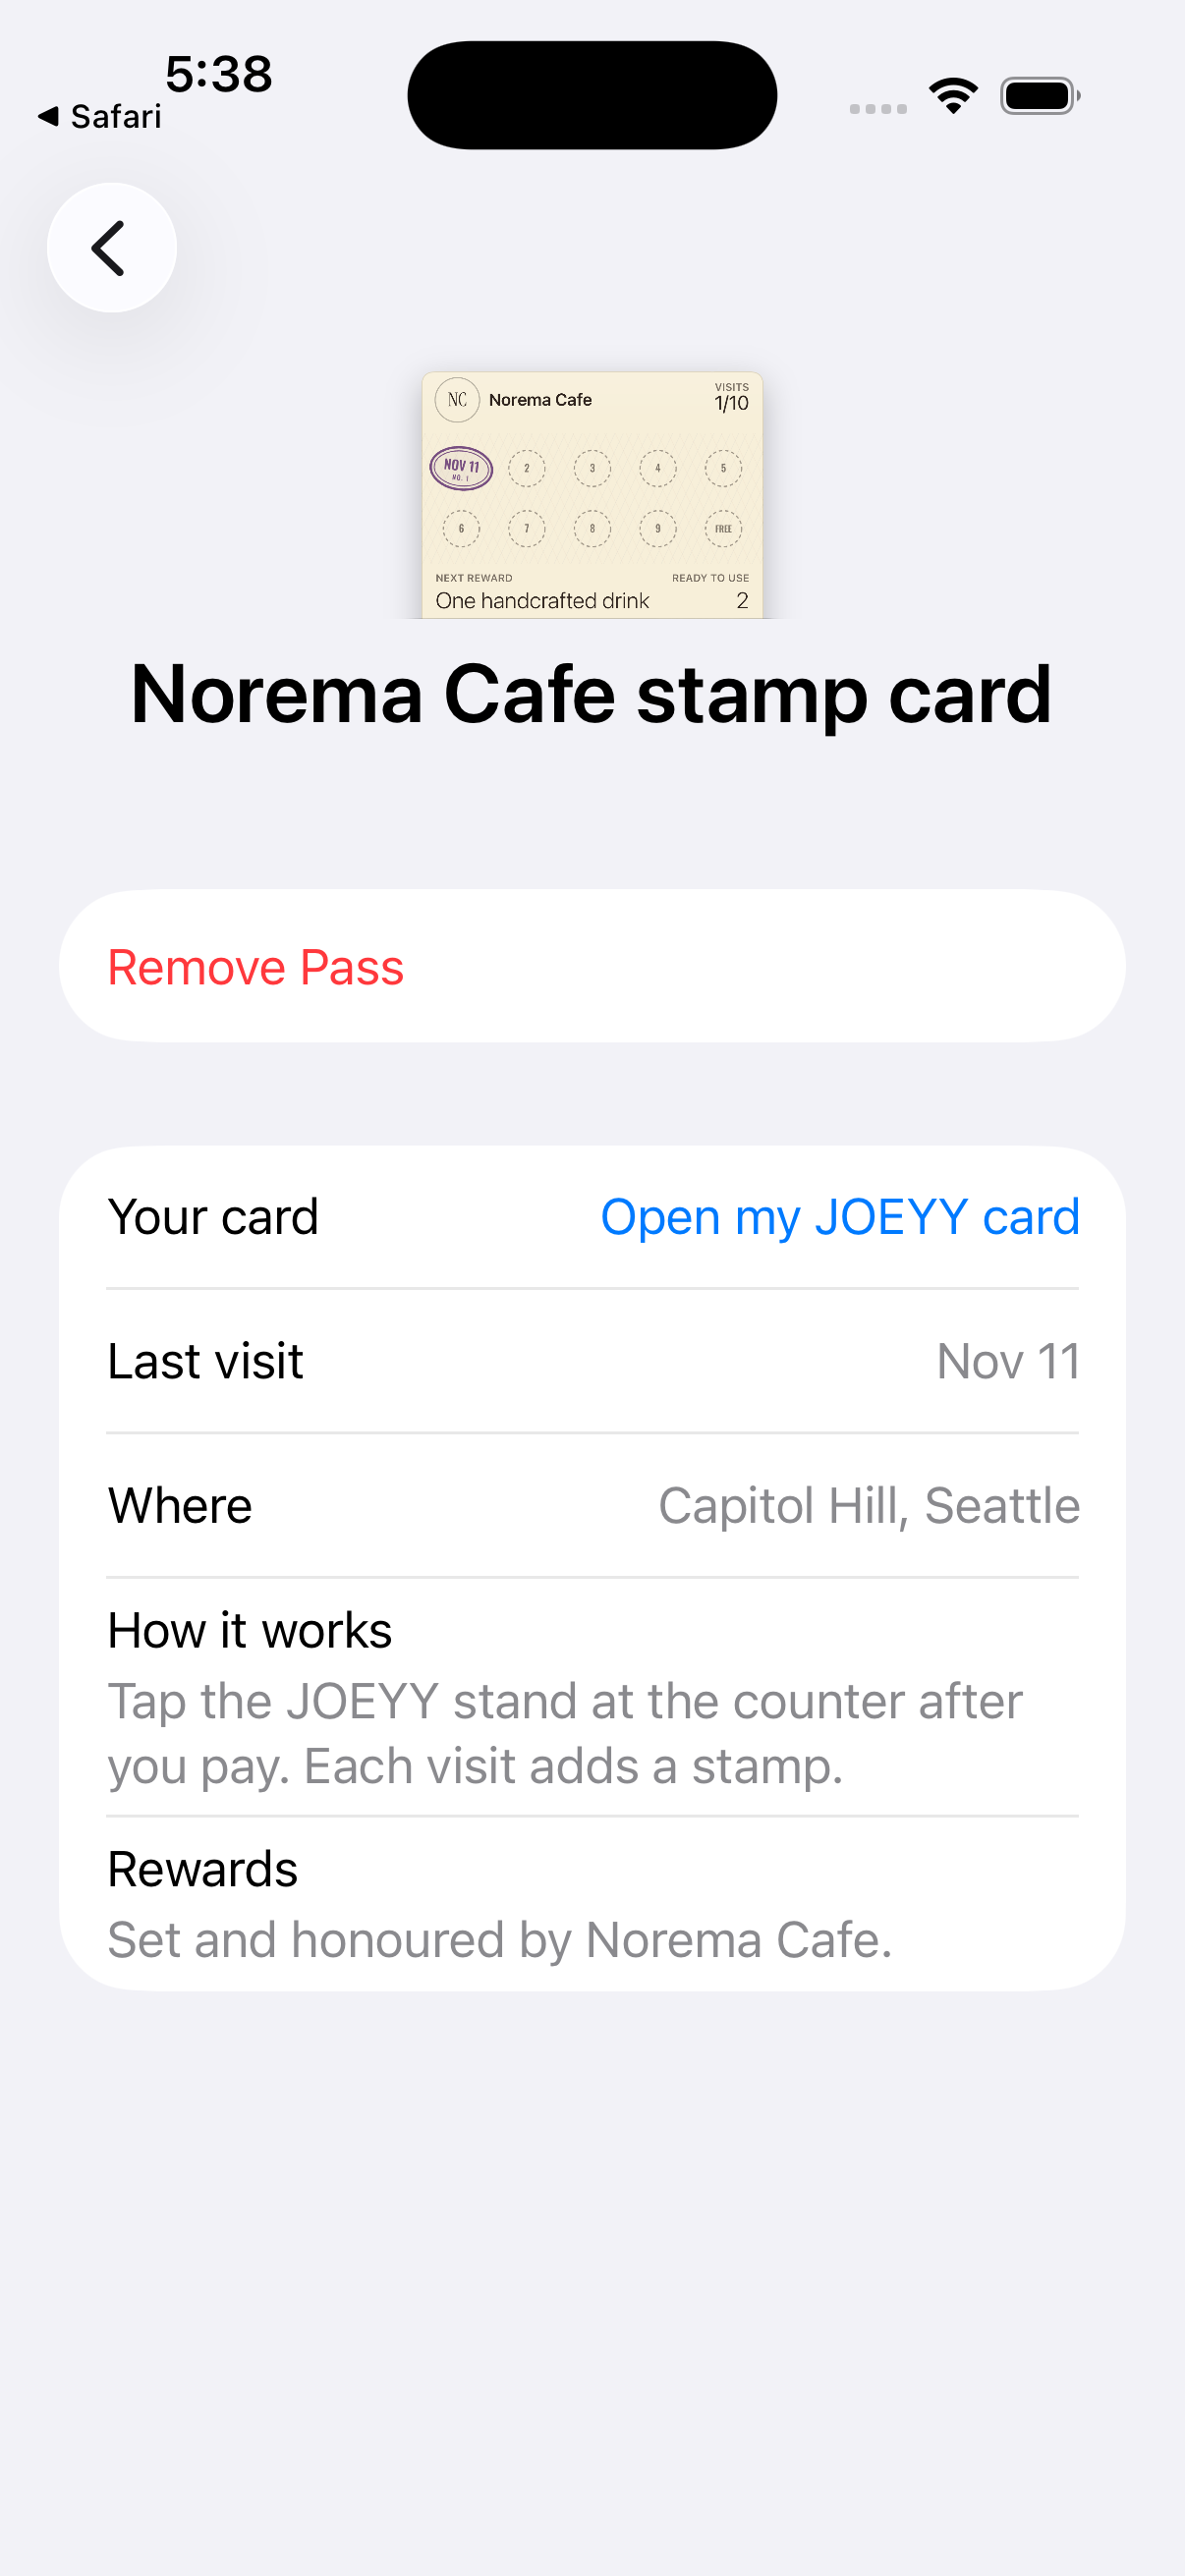 5:38
Safari
NC
Norema Cafe
VISITS
1/10
NOV 11
NO. 1
2
3
4
5
6
7
8
9
FREE
NEXT REWARD
READY TO USE
One handcrafted drink
2
Norema Cafe stamp card
Remove Pass
Your card
Open my JOEYY card
Last visit
Nov 11
Where
Capitol Hill, Seattle
How it works
Tap the JOEYY stand at the counter after
you pay. Each visit adds a stamp.
Rewards
Set and honoured by Norema Cafe.